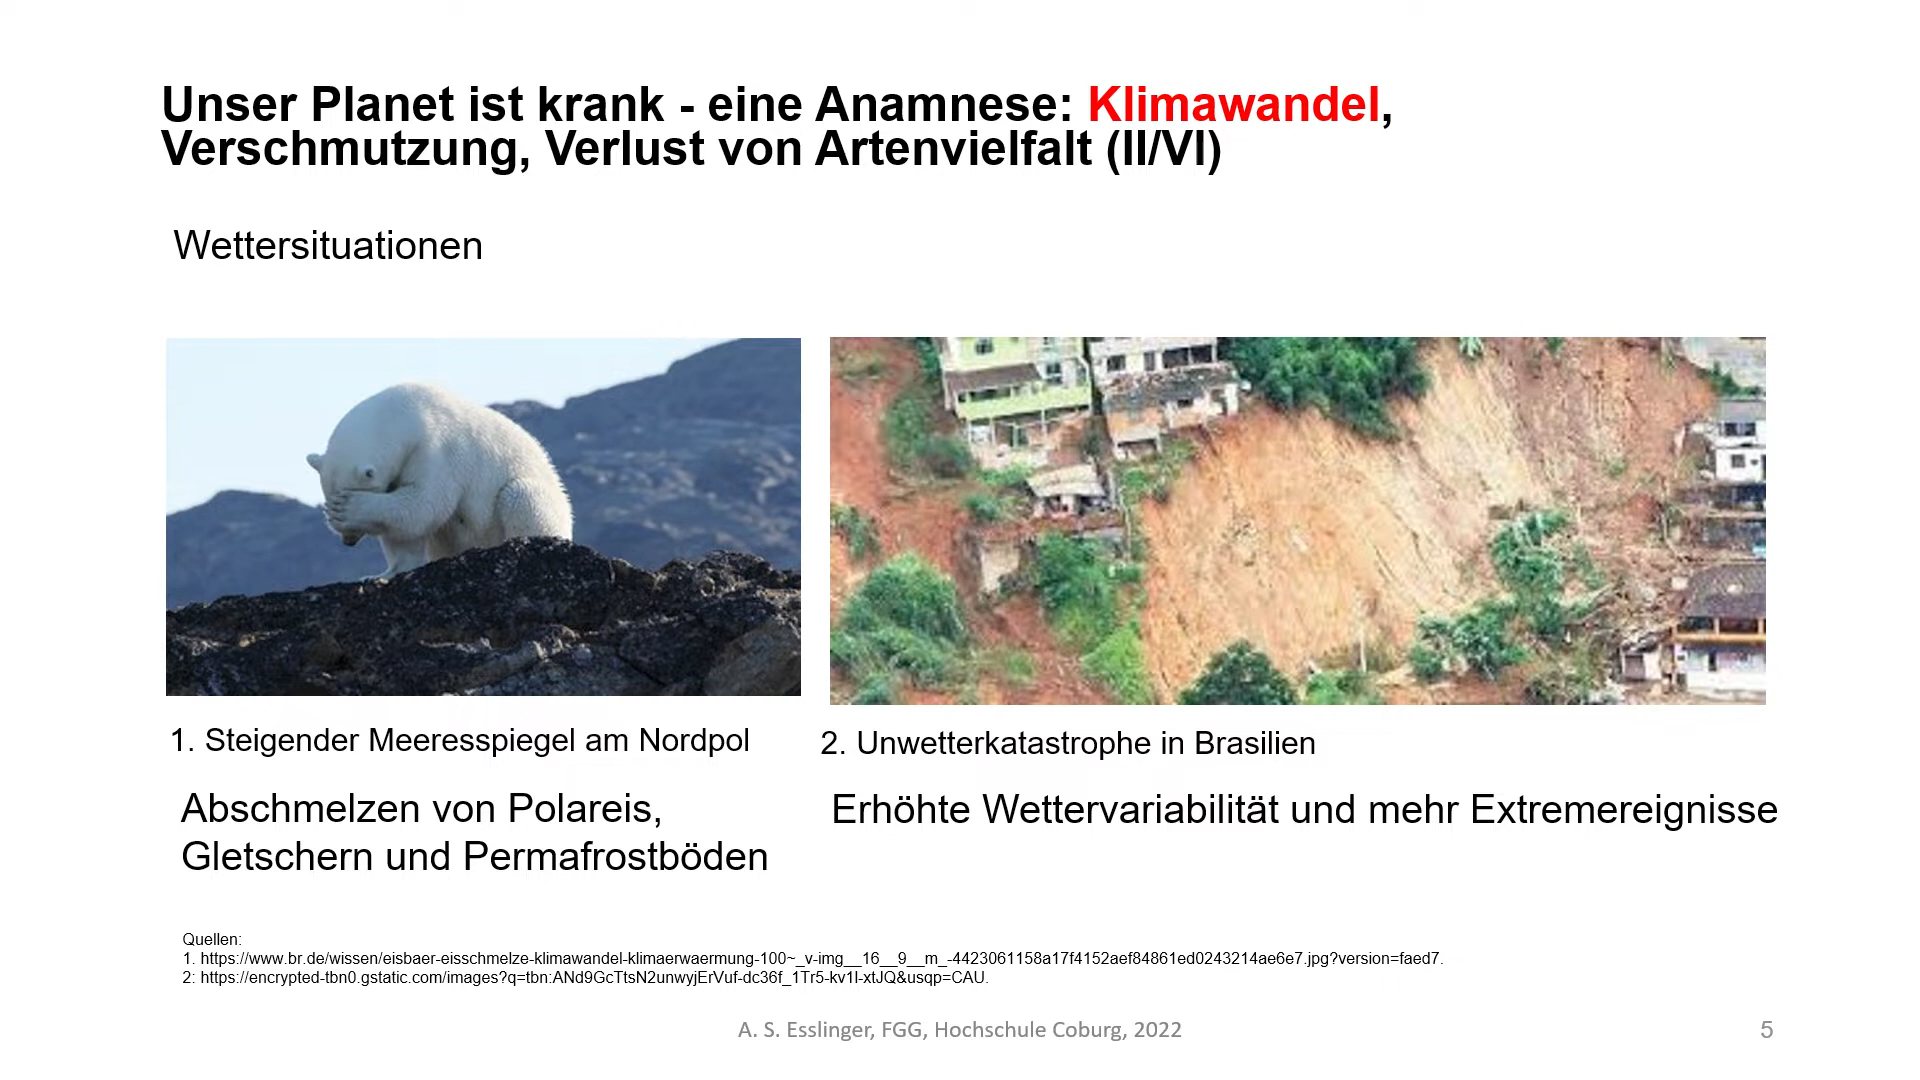 Unser Planet ist krank - eine Anamnese: Klimawandel,
Verschmutzung, Verlust von Artenvielfalt (II/VI)
Wettersituationen
1. Steigender Meeresspiegel am Nordpol
2. Unwetterkatastrophe in Brasilien
Abschmelzen von Polareis,
Gletschern und Permafrostböden
Erhöhte Wettervariabilität und mehr Extremereignisse
Quellen:
1. https://www.br.de/wissen/eisbaer-eisschmelze-klimawandel-klimaerwaermung-100~_v-img__16__9__m_-4423061158a17f4152aef84861ed0243214ae6e7.jpg?version=faed7.
2: https://encrypted-tbn0.gstatic.com/images?q=tbn:ANd9GcTtsN2unwyjErVuf-dc36f_1Tr5-kv1I-xtJQ&usqp=CAU.
A. S. Esslinger, FGG, Hochschule Coburg, 2022
5